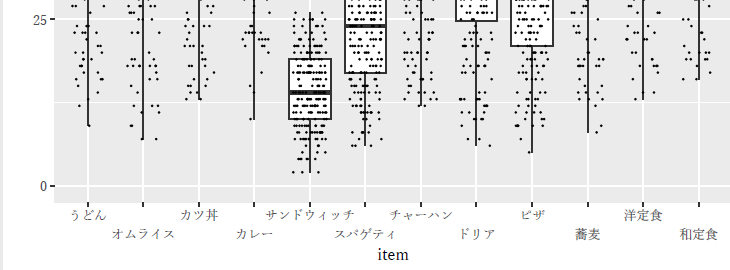 25
0
うどん カツ丼 サンドウィッチ チャーハン ピザ 洋定食
オムライス カレー スパゲティ ドリア 蕎麦 和定食
item